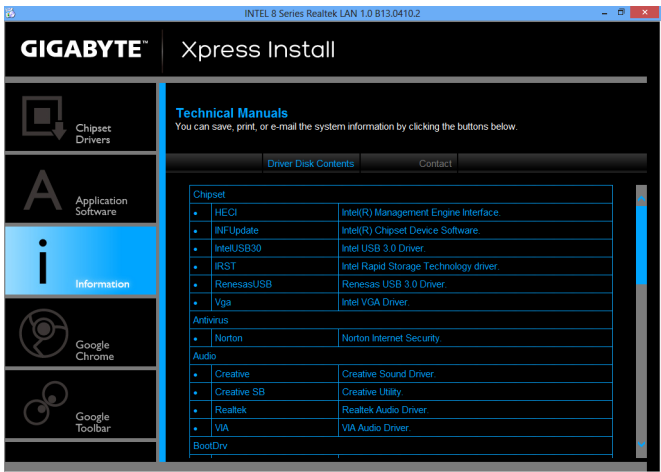 INTEL 8 Series Realtek LAN 1.0 B13.0410.2
GIGABYTE™ Xpress Install
Chipset
Drivers
Application
Software
Information
Google
Chrome
Google
Toolbar
Technical Manuals
You can save, print, or e-mail the system information by clicking the buttons below.
Driver Disk Contents Contact
Chipset
• HECI Intel(R) Management Engine Interface.
• INFUpdate Intel(R) Chipset Device Software.
• IntelUSB30 Intel USB 3.0 Driver.
• IRST Intel Rapid Storage Technology driver.
• RenesasUSB Renesas USB 3.0 Driver.
• Vga Intel VGA Driver.
Antivirus
• Norton Norton Internet Security.
Audio
• Creative Creative Sound Driver.
• Creative SB Creative Utility.
• Realtek Realtek Audio Driver.
• VIA VIA Audio Driver.
BootDrv